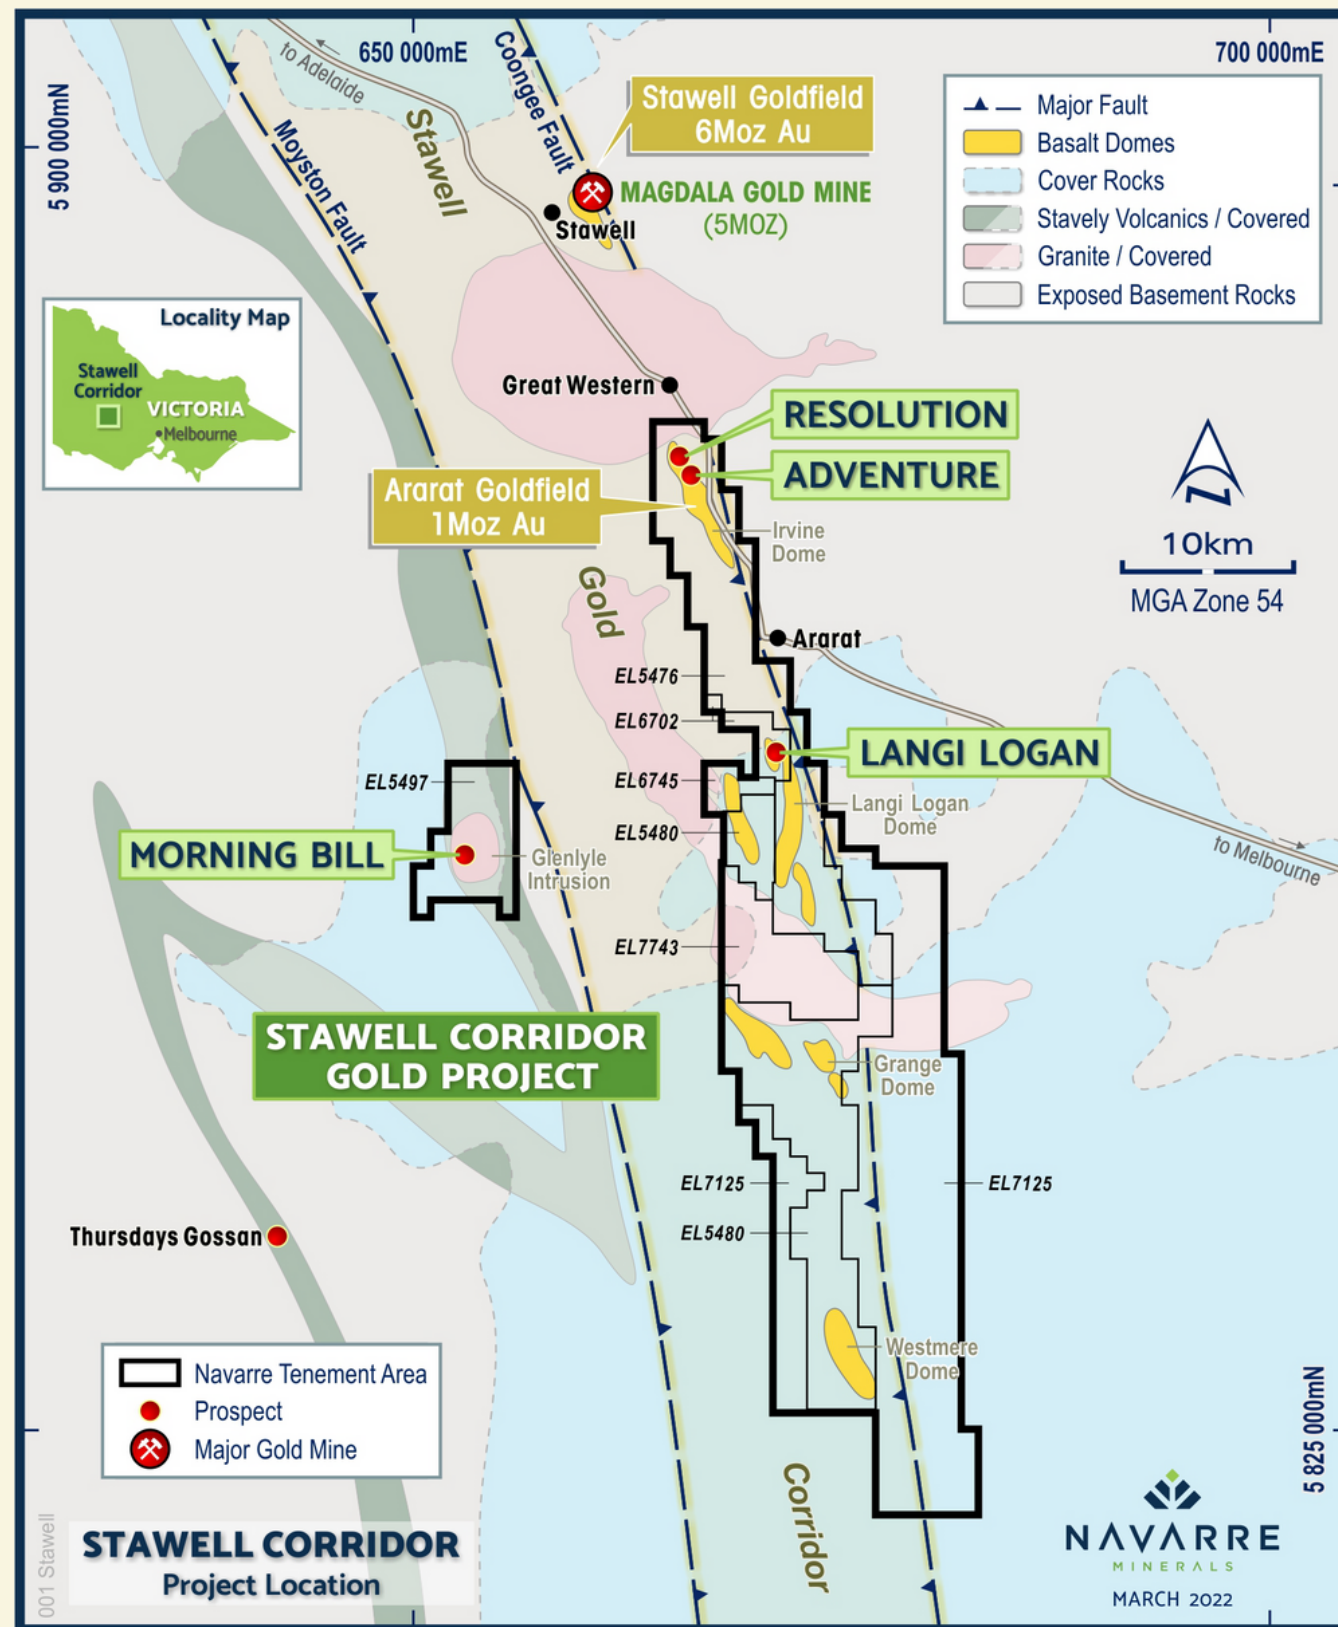 650 000mE
700 000mE
to Adelaide
Coongee Fault
Stawell Goldfield
6Moz Au
5 900 000mN
Moyston Fault
Stawell
MAGDALA GOLD MINE
(5MOZ)
Stawell
Major Fault
Basalt Domes
Cover Rocks
Stavely Volcanics / Covered
Granite / Covered
Exposed Basement Rocks
Locality Map
Stawell
Corridor
VICTORIA
Melbourne
Great Western
RESOLUTION
ADVENTURE
Ararat Goldfield
1Moz Au
Irvine
Dome
N
10km
MGA Zone 54
Gold
Ararat
EL5476
EL6702
LANGI LOGAN
EL5497
EL6745
Langi Logan
Dome
EL5480
to Melbourne
MORNING BILL
Glenlyle
Intrusion
EL7743
STAWELL CORRIDOR
GOLD PROJECT
Grange
Dome
EL7125
EL7125
EL5480
Thursdays Gossan
Westmere
Dome
Navarre Tenement Area
Prospect
Major Gold Mine
5 825 000mN
Corridor
001 Stawell
STAWELL CORRIDOR
Project Location
NAVARRE
MINERALS
MARCH 2022